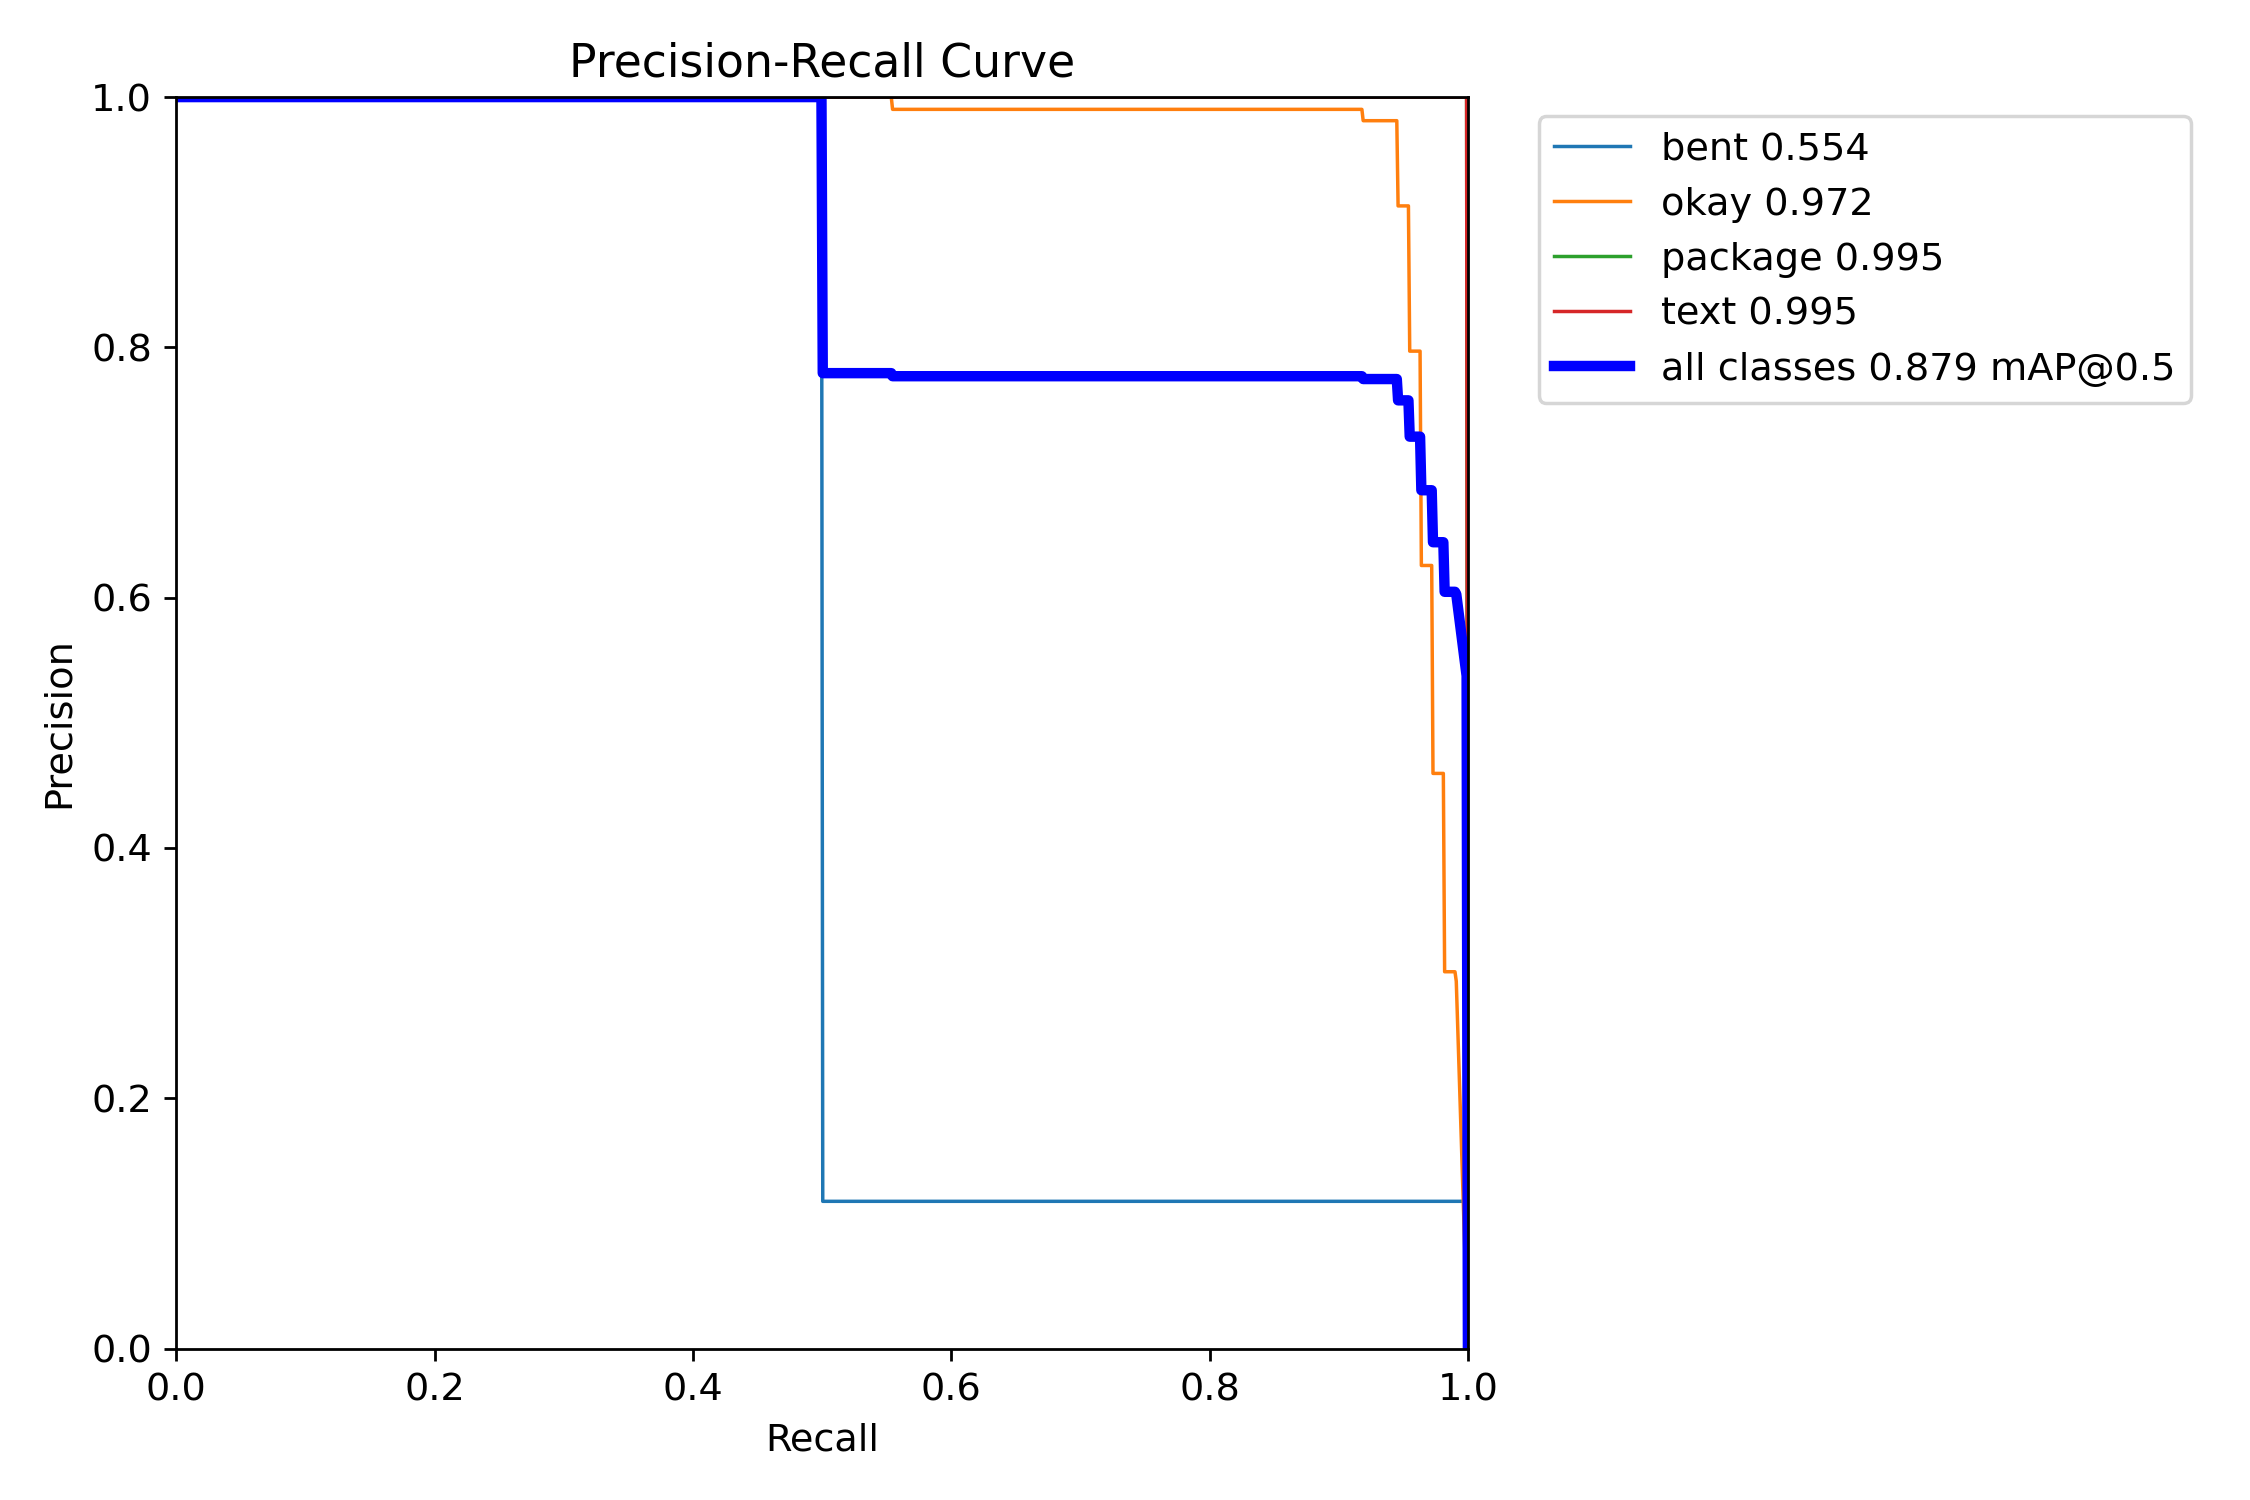 Precision-Recall Curve
1.0
0.8
0.6
0.4
0.2
0.0
Precision
0.0 0.2 0.4 0.6 0.8 1.0
Recall
bent 0.554
okay 0.972
package 0.995
text 0.995
all classes 0.879 mAP@0.5